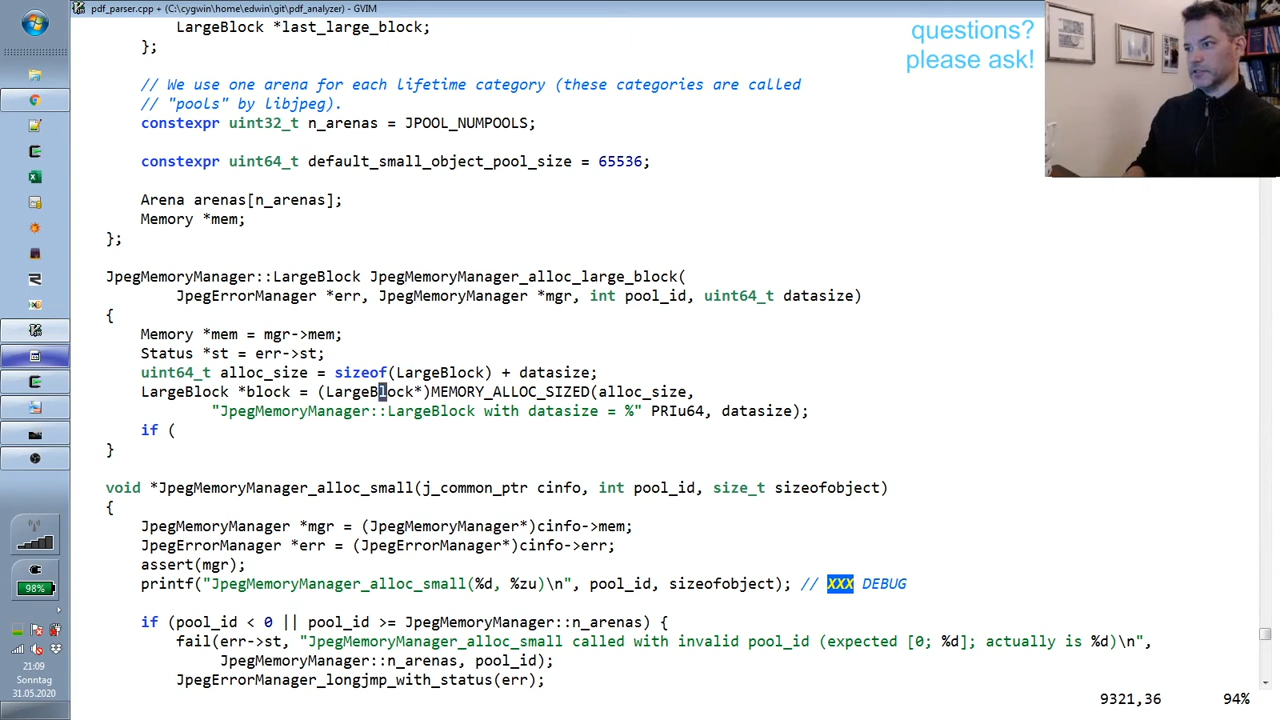 pdf_parser.cpp + (C:\cygwin\home\edwin\git\pdf_analyzer) - GVIM
LargeBlock *last_large_block;
};
// We use one arena for each lifetime category (these categories are called
// "pools" by libjpeg).
constexpr uint32_t n_arenas = JPOOL_NUMPOOLS;
constexpr uint64_t default_small_object_pool_size = 65536;
Arena arenas[n_arenas];
Memory *mem;
};
JpegMemoryManager::LargeBlock JpegMemoryManager_alloc_large_block(
JpegErrorManager *err, JpegMemoryManager *mgr, int pool_id, uint64_t datasize)
{
Memory *mem = mgr->mem;
Status *st = err->st;
uint64_t alloc_size = sizeof(LargeBlock) + datasize;
LargeBlock *block = (LargeBlock*)MEMORY_ALLOC_SIZED(alloc_size,
"JpegMemoryManager::LargeBlock with datasize = %" PRIu64, datasize);
if (
}
void *JpegMemoryManager_alloc_small(j_common_ptr cinfo, int pool_id, size_t sizeofobject)
{
JpegMemoryManager *mgr = (JpegMemoryManager*)cinfo->mem;
JpegErrorManager *err = (JpegErrorManager*)cinfo->err;
assert(mgr);
printf("JpegMemoryManager_alloc_small(%d, %zu)\n", pool_id, sizeofobject); // XXX DEBUG
if (pool_id < 0 || pool_id >= JpegMemoryManager::n_arenas) {
fail(err->st, "JpegMemoryManager_alloc_small called with invalid pool_id (expected [0; %d]; actually is %d)\n",
JpegMemoryManager::n_arenas, pool_id);
JpegErrorManager_longjmp_with_status(err);
9321,36 94%
questions?
please ask!
98%
21:09
Sonntag
31.05.2020